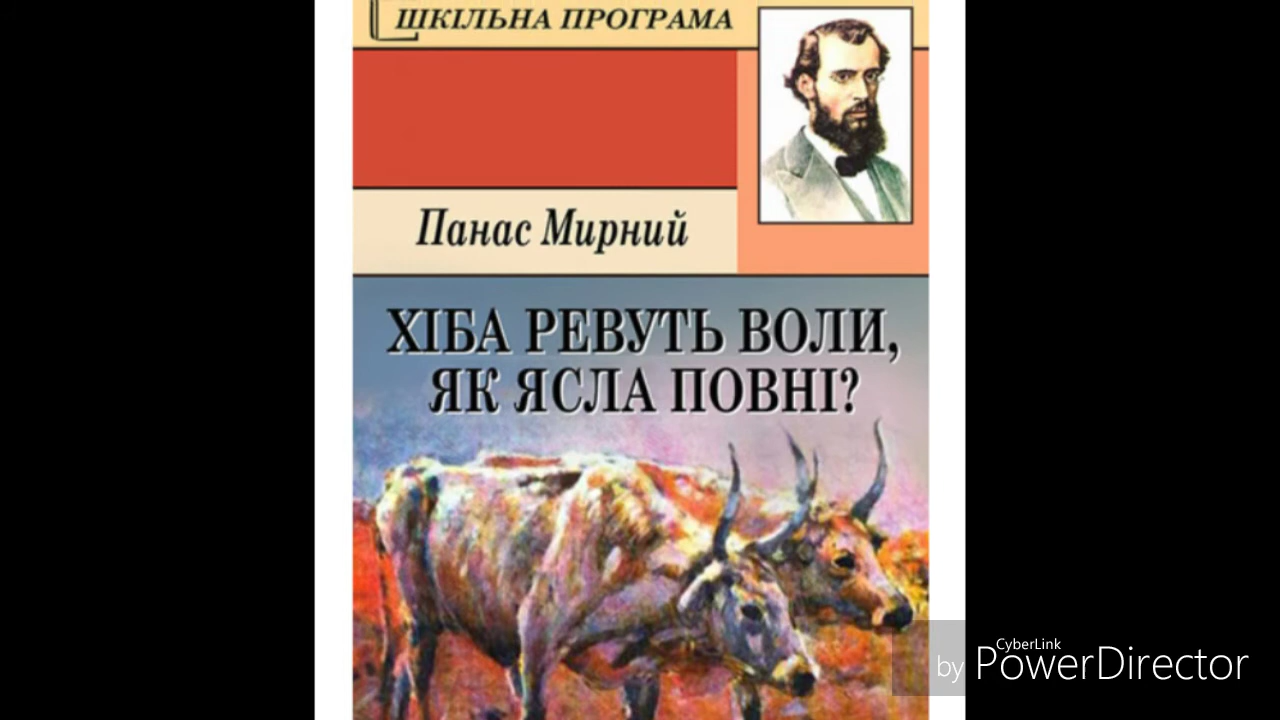 ШКІЛЬНА ПРОГРАМА
Панас Мирний
ХІБА РЕВУТЬ ВОЛИ,
ЯК ЯСЛА ПОВНІ?
CyberLink
by PowerDirector